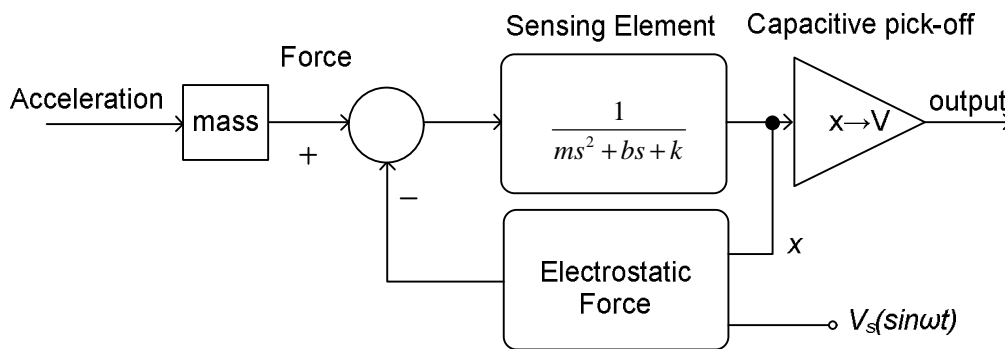 Sensing Element
Capacitive pick-off
Force
Acceleration
mass
+
−
1
ms² + bs + k
x→V
output
x
Electrostatic
Force
Vs(sinωt)